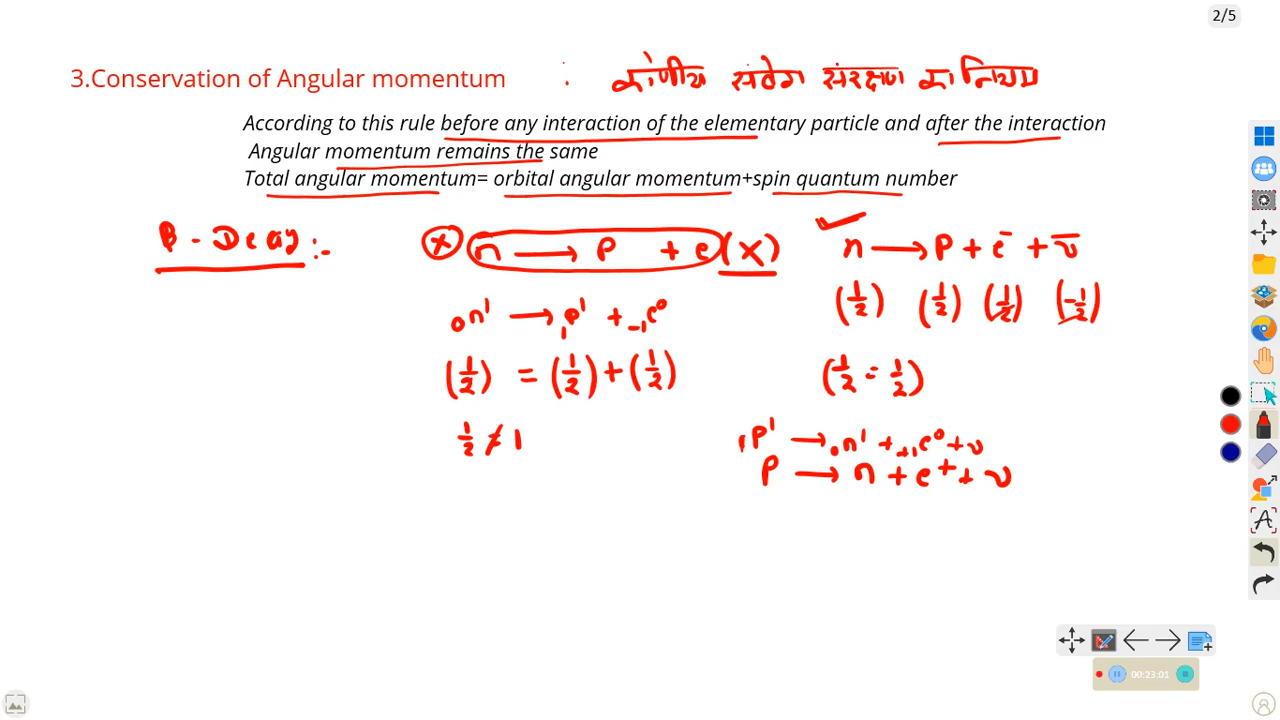 2/5
3.Conservation of Angular momentum : कोणीय संवेग संरक्षण का नियम
According to this rule before any interaction of the elementary particle and after the interaction
Angular momentum remains the same
Total angular momentum= orbital angular momentum+spin quantum number
β - Decay :-
(x) n ⟶ p + e (x)
n ⟶ p + e⁻ + ν̄
₀n¹ ⟶ ₁p¹ + ₋₁e⁰
(1/2) (1/2) (1/2) (-1/2)
(1/2) = (1/2) + (1/2)
(1/2 = 1/2)
1/2 ≠ 1
₁p¹ ⟶ ₀n¹ + ₊₁e⁰ + ν
p ⟶ n + e⁺ + ν
00:23:01